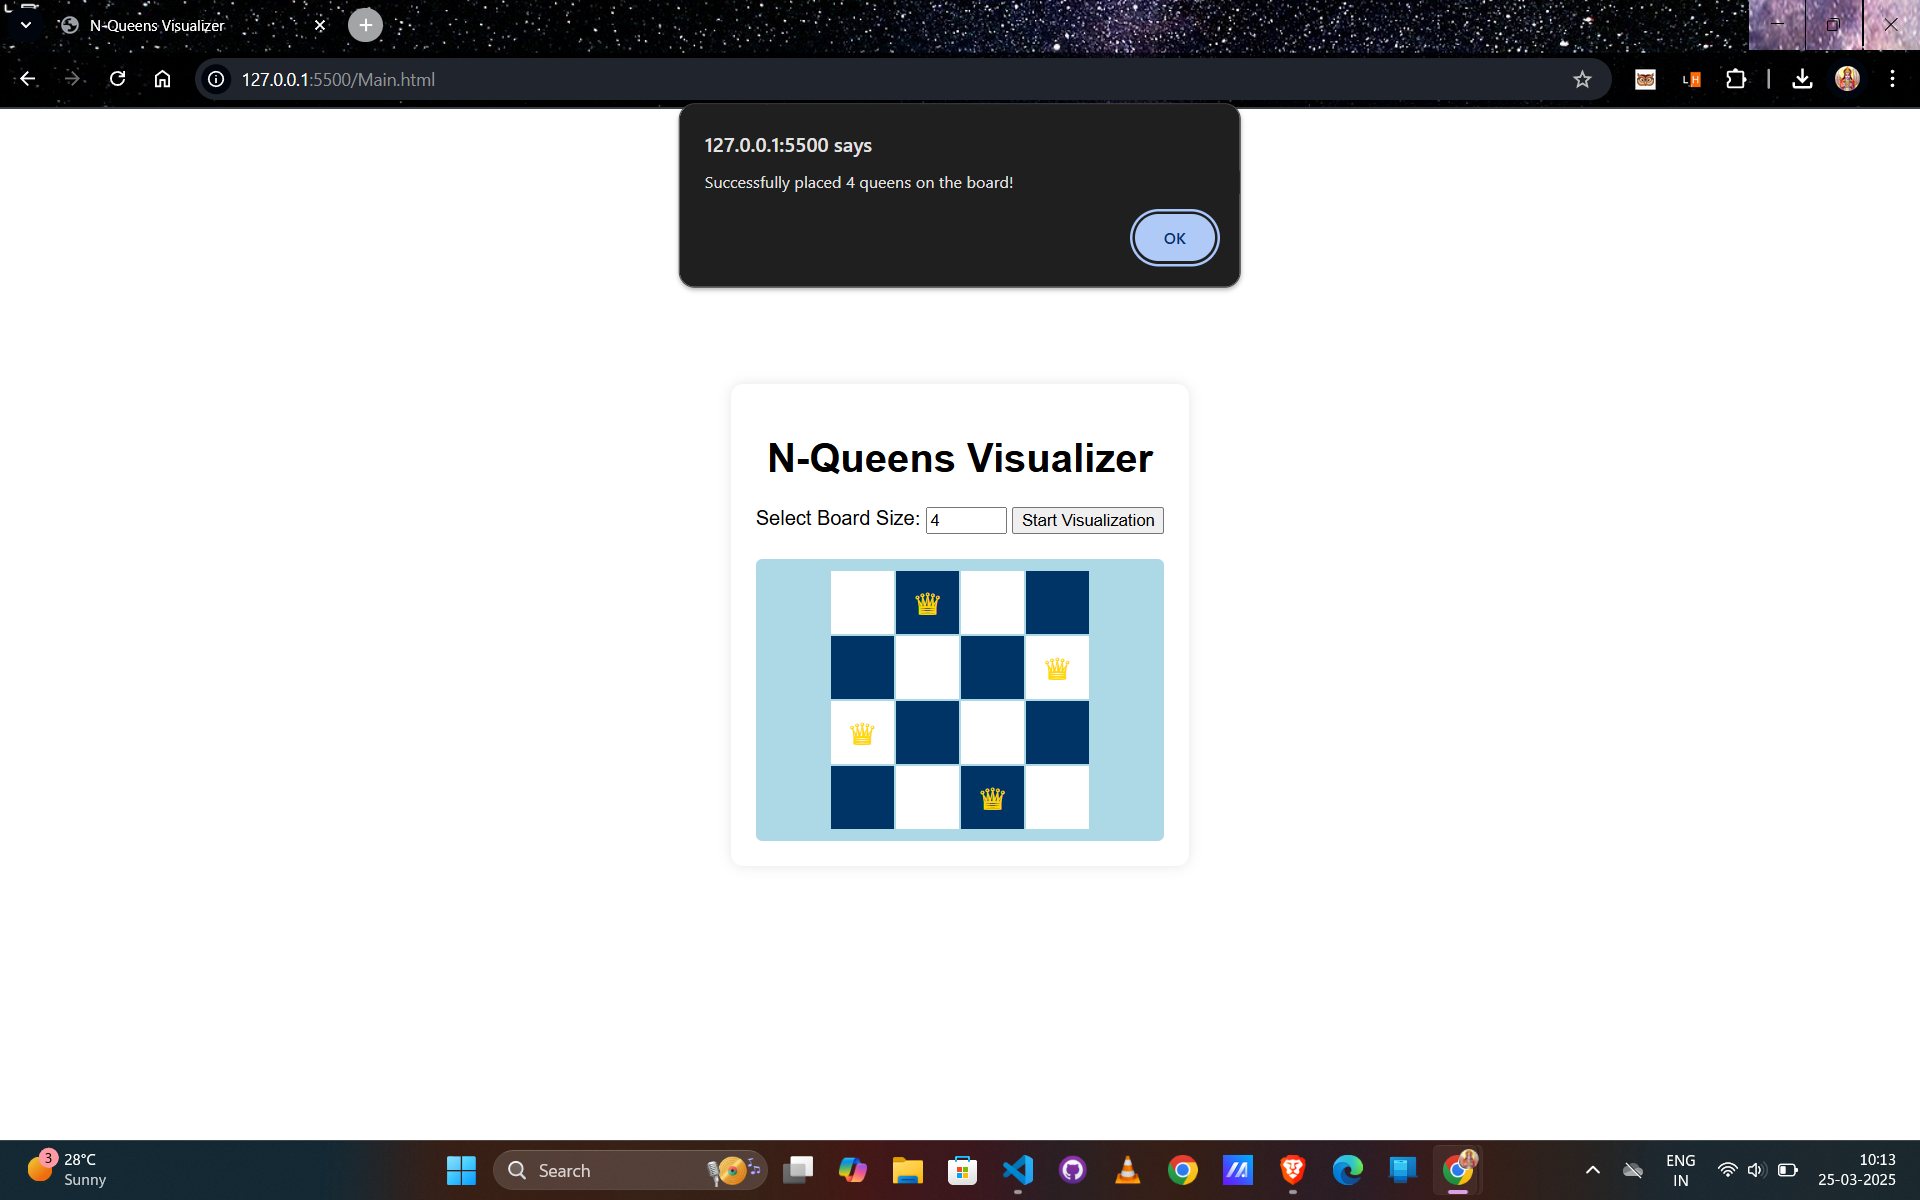 N-Queens Visualizer
127.0.0.1:5500/Main.html
127.0.0.1:5500 says
Successfully placed 4 queens on the board!
OK
N-Queens Visualizer
Select Board Size: 4 Start Visualization
3
28°C
Sunny
Search
ENG
IN
10:13
25-03-2025